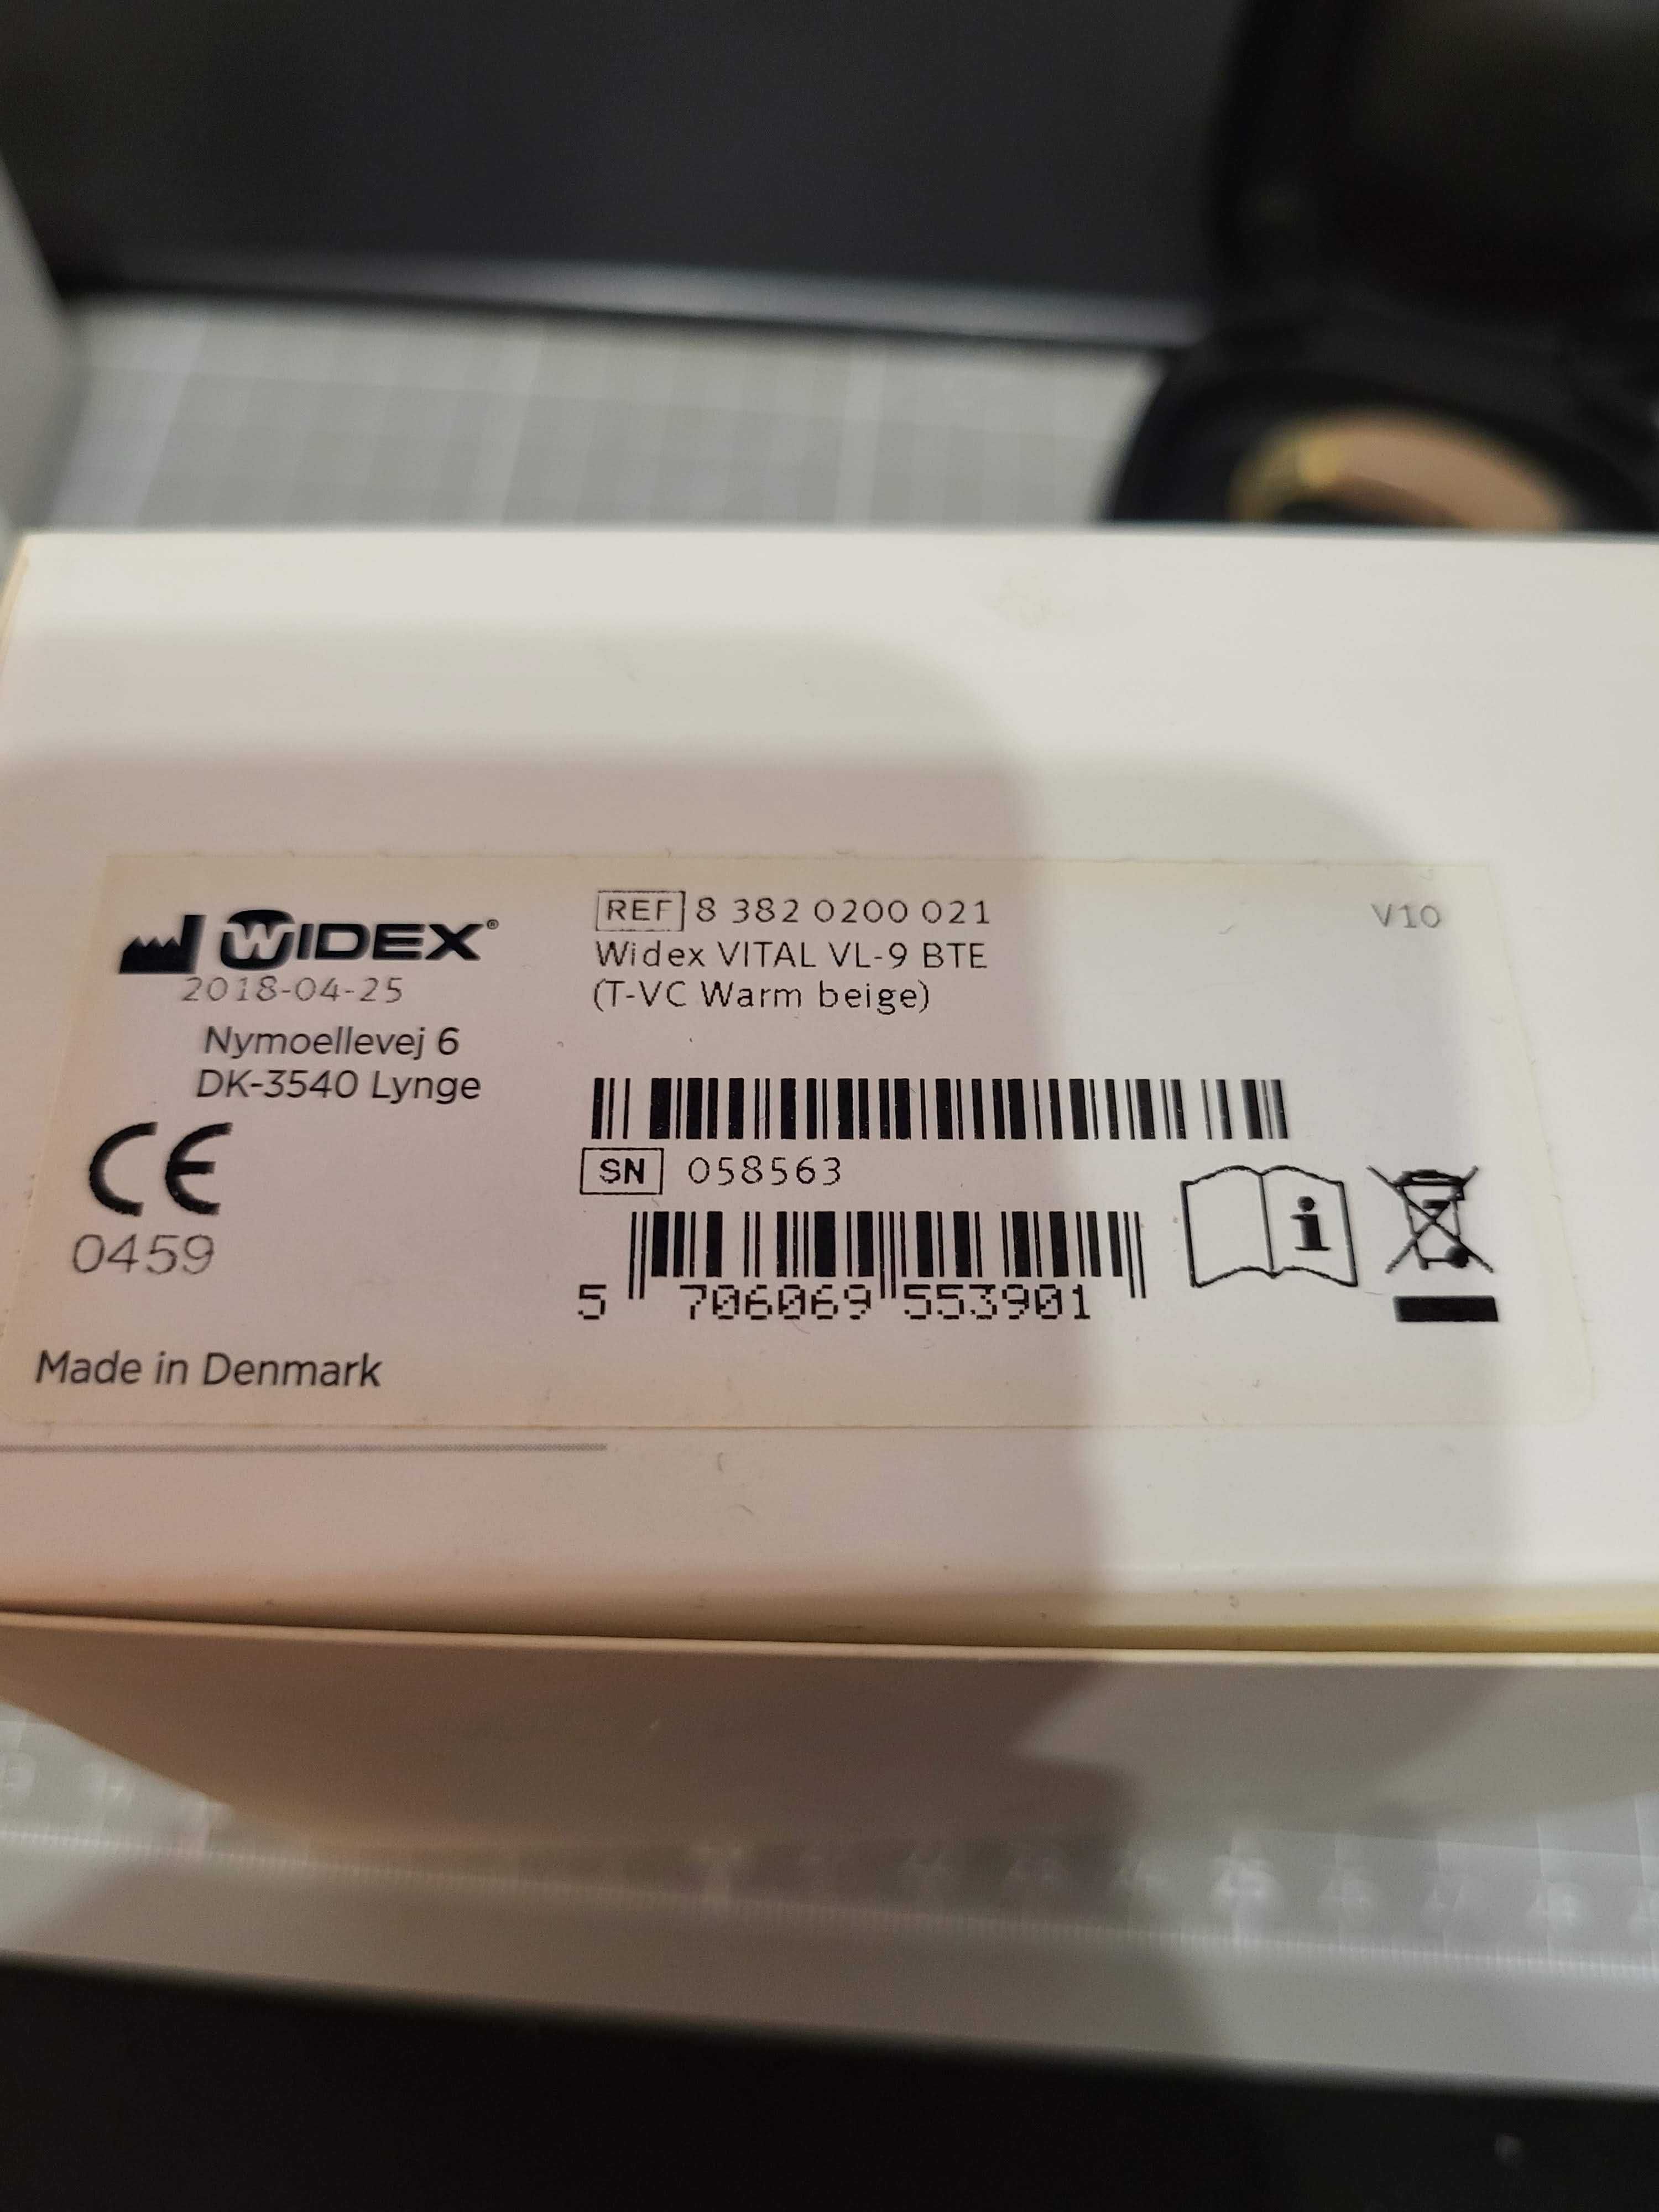 WIDEX®
2018-04-25
Nymoellevej 6
DK-3540 Lynge
CE
0459
Made in Denmark
REF 8 382 0200 021
Widex VITAL VL-9 BTE
(T-VC Warm beige)
V10
SN 058563
i
5 706069 553901